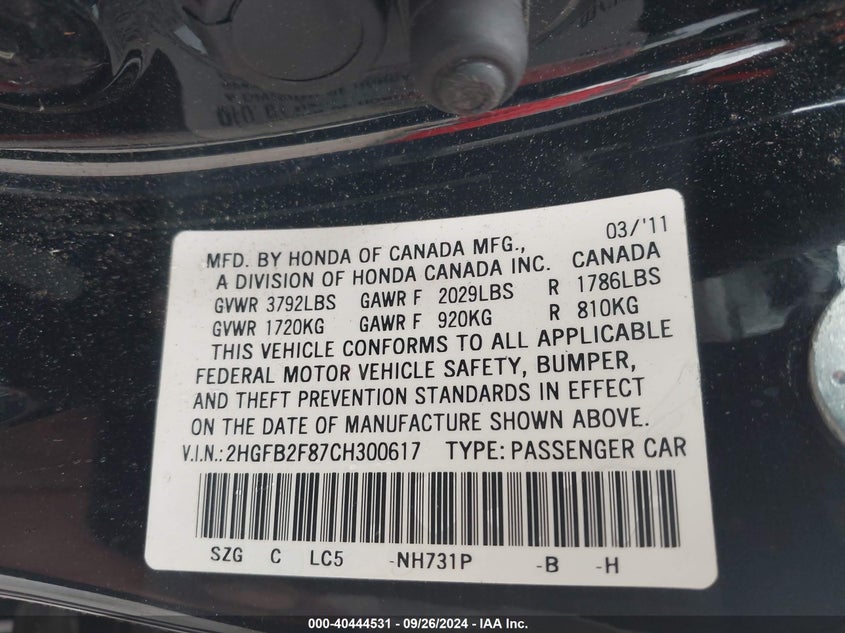 03/'11
MFD. BY HONDA OF CANADA MFG.,
A DIVISION OF HONDA CANADA INC. CANADA
GVWR 3792LBS GAWR F 2029LBS R 1786LBS
GVWR 1720KG GAWR F 920KG R 810KG
THIS VEHICLE CONFORMS TO ALL APPLICABLE
FEDERAL MOTOR VEHICLE SAFETY, BUMPER,
AND THEFT PREVENTION STANDARDS IN EFFECT
ON THE DATE OF MANUFACTURE SHOWN ABOVE.
V.I.N.: 2HGFB2F87CH300617 TYPE: PASSENGER CAR
SZG C LC5 -NH731P -B -H
000-40444531 - 09/26/2024 - IAA Inc.